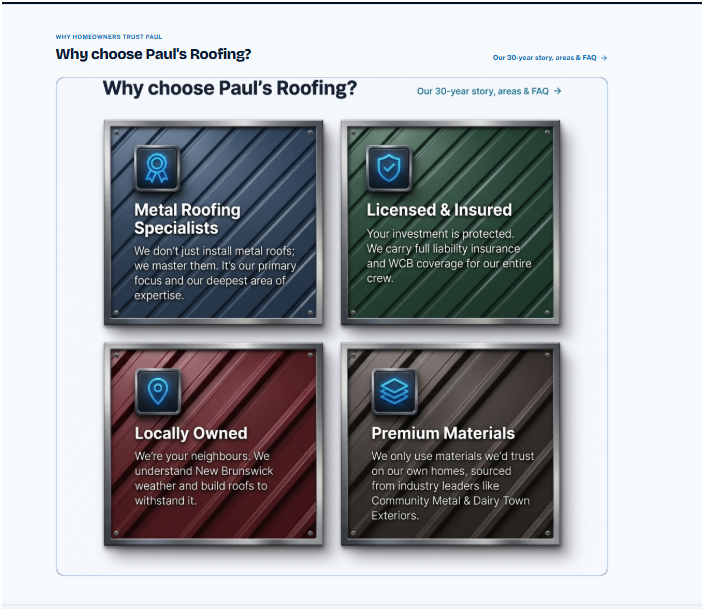 WHY HOMEOWNERS TRUST PAUL
Why choose Paul's Roofing?
Our 30-year story, areas & FAQ →
Why choose Paul's Roofing?
Our 30-year story, areas & FAQ →
Metal Roofing
Specialists
We don't just install metal roofs;
we master them. It's our primary
focus and our deepest area of
expertise.
Licensed & Insured
Your investment is protected.
We carry full liability insurance
and WCB coverage for our entire
crew.
Locally Owned
We're your neighbours. We
understand New Brunswick
weather and build roofs to
withstand it.
Premium Materials
We only use materials we'd trust
on our own homes, sourced
from industry leaders like
Community Metal & Dairy Town
Exteriors.